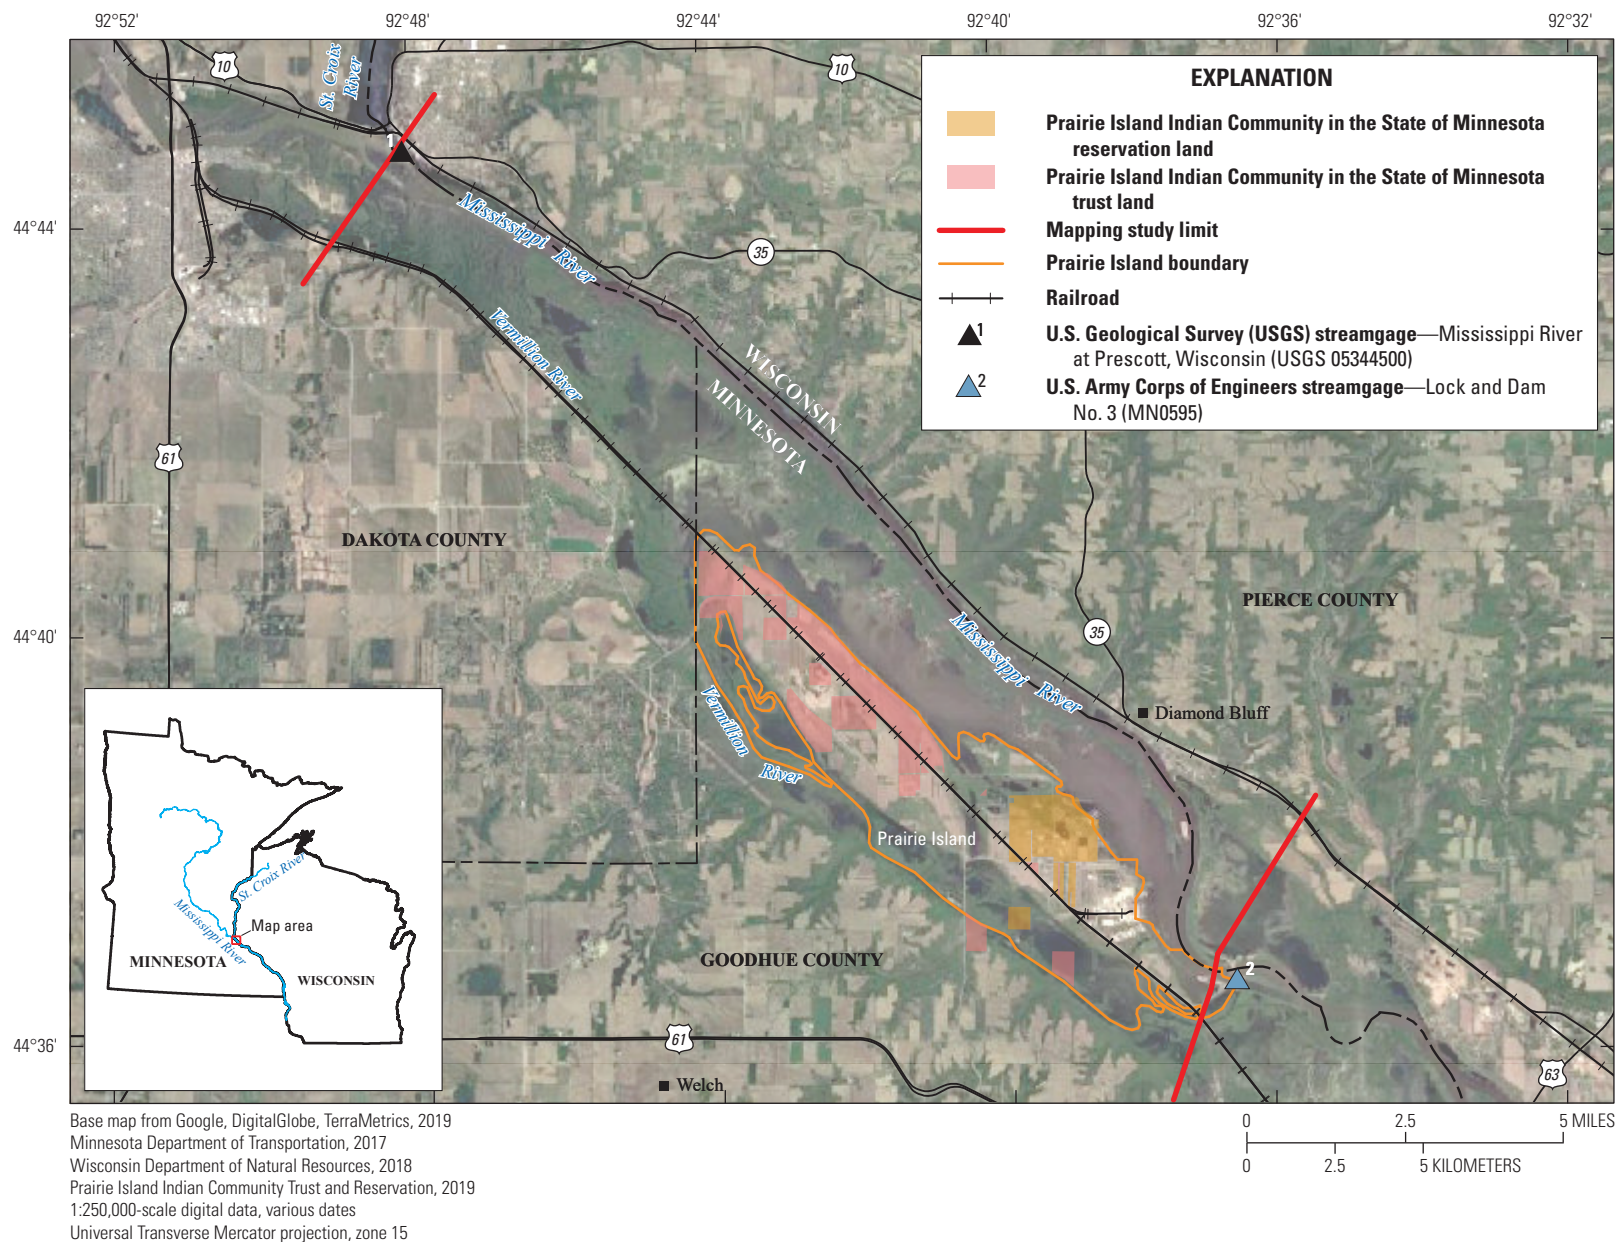 92°52'
92°48'
92°44'
92°40'
92°36'
92°32'
10
St. Croix
River
10
1
EXPLANATION
Prairie Island Indian Community in the State of Minnesota
reservation land
Prairie Island Indian Community in the State of Minnesota
trust land
Mapping study limit
Prairie Island boundary
Railroad
1
U.S. Geological Survey (USGS) streamgage—Mississippi River
at Prescott, Wisconsin (USGS 05344500)
2
U.S. Army Corps of Engineers streamgage—Lock and Dam
No. 3 (MN0595)
44°44'
Mississippi River
35
Vermillion River
WISCONSIN
MINNESOTA
61
DAKOTA COUNTY
PIERCE COUNTY
44°40'
Mississippi River
35
Vermillion
River
Diamond Bluff
Prairie Island
GOODHUE COUNTY
2
44°36'
61
Welch
63
St. Croix River
Mississippi River
Map area
MINNESOTA
WISCONSIN
Base map from Google, DigitalGlobe, TerraMetrics, 2019
Minnesota Department of Transportation, 2017
Wisconsin Department of Natural Resources, 2018
Prairie Island Indian Community Trust and Reservation, 2019
1:250,000-scale digital data, various dates
Universal Transverse Mercator projection, zone 15
0 2.5 5 MILES
0 2.5 5 KILOMETERS